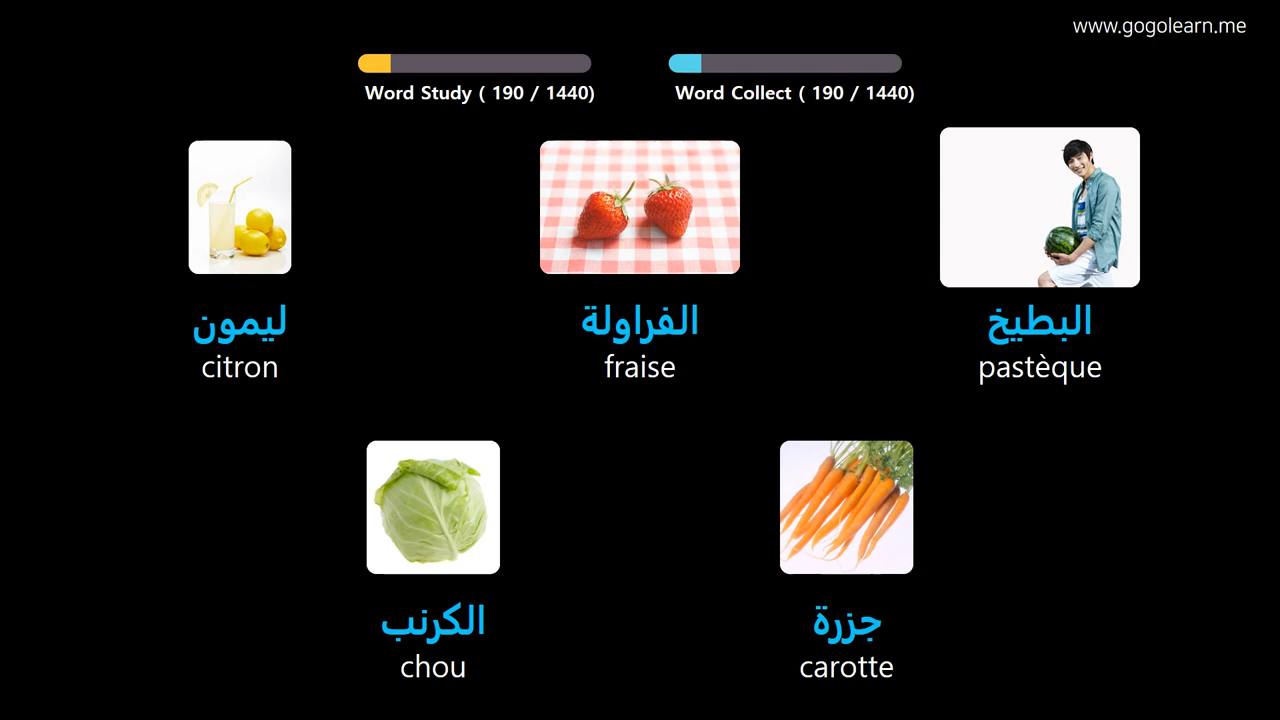 www.gogolearn.me
Word Study ( 190 / 1440)
Word Collect ( 190 / 1440)
ليمون
citron
الفراولة
fraise
البطيخ
pastèque
الكرنب
chou
جزرة
carotte